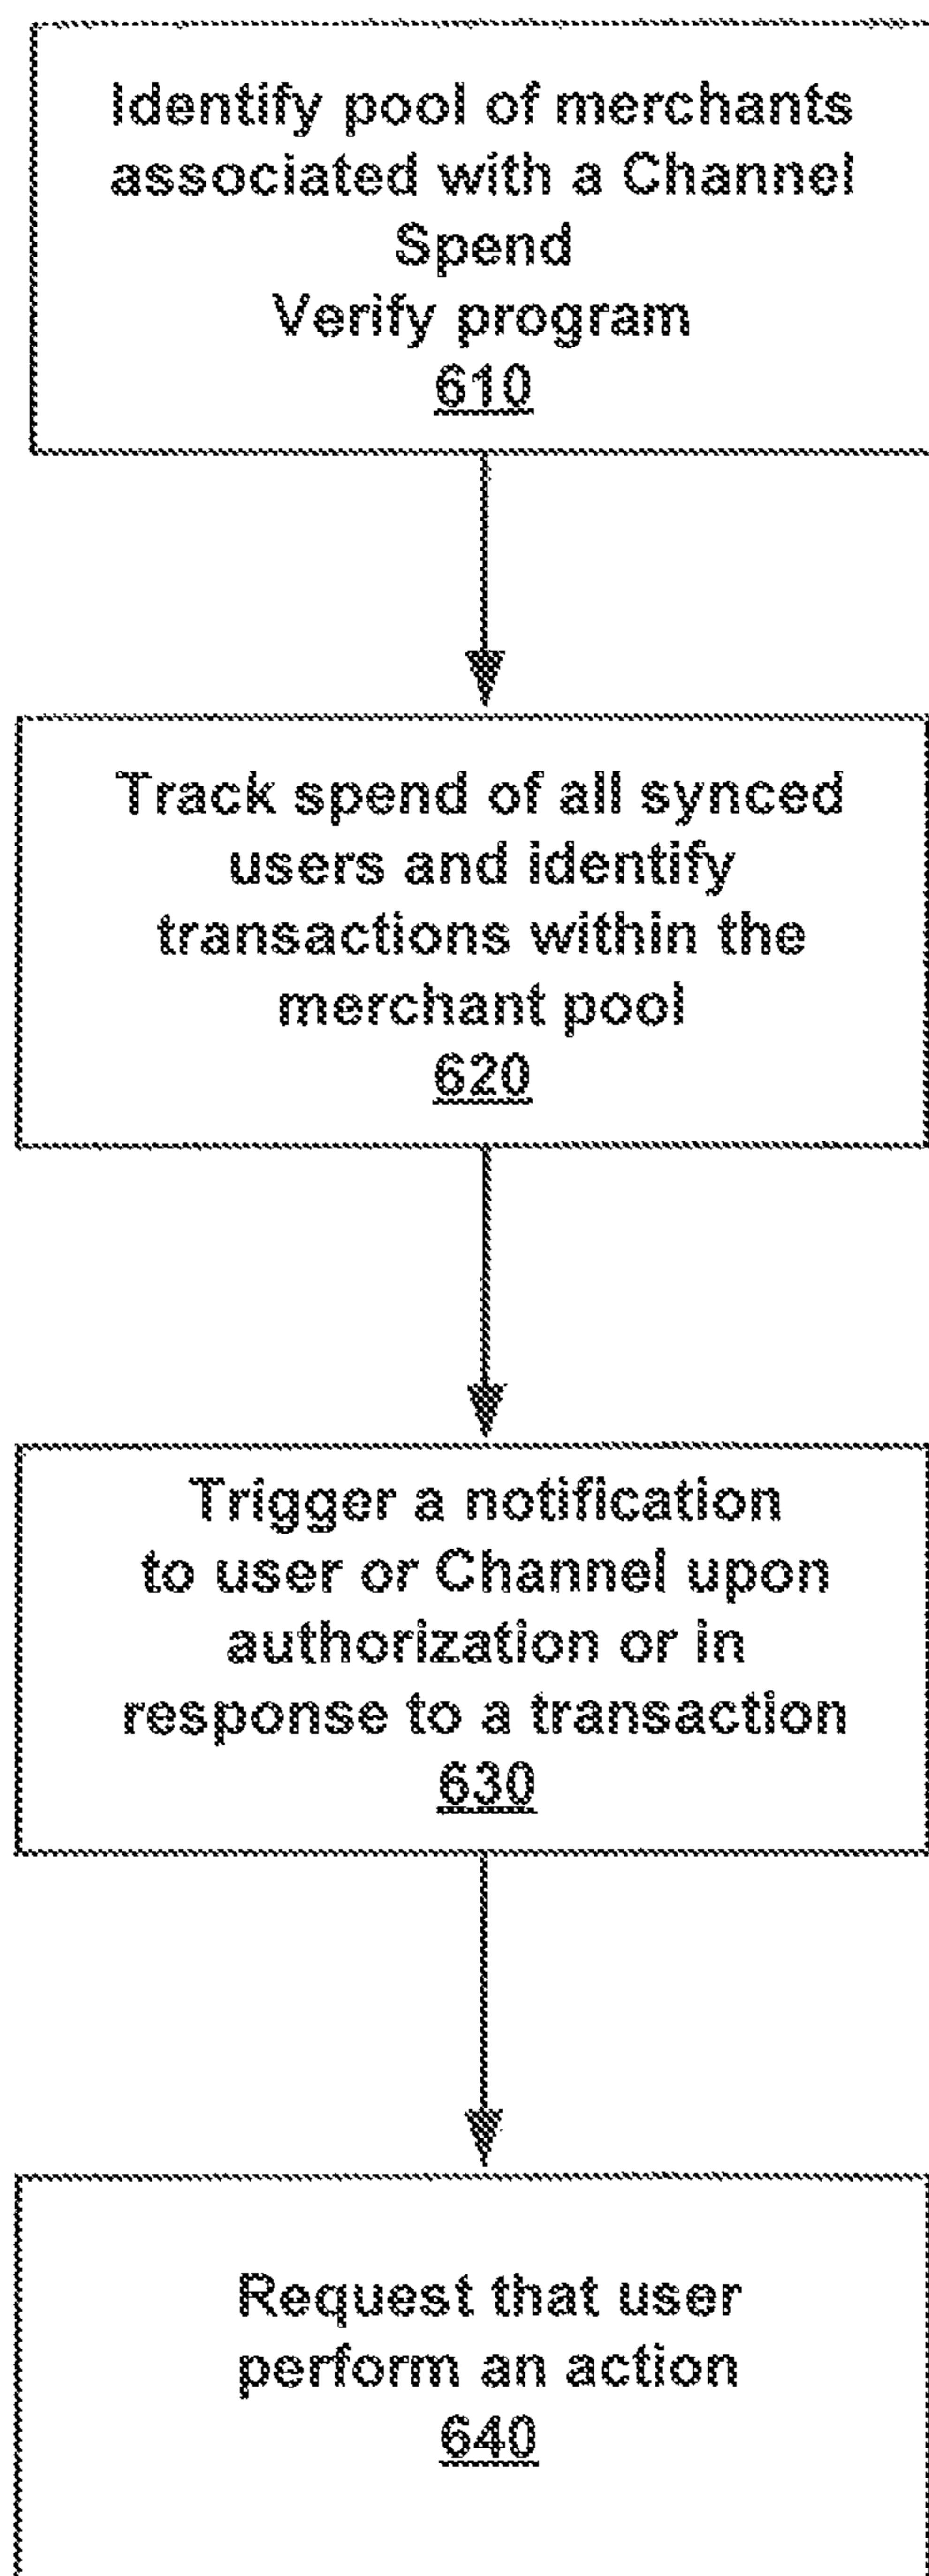 Identify pool of merchants
associated with a Channel
Spend
Verify program
610
Track spend of all synced
users and identify
transactions within the
merchant pool
620
Trigger a notification
to user or Channel upon
authorization or in
response to a transaction
630
Request that user
perform an action
640